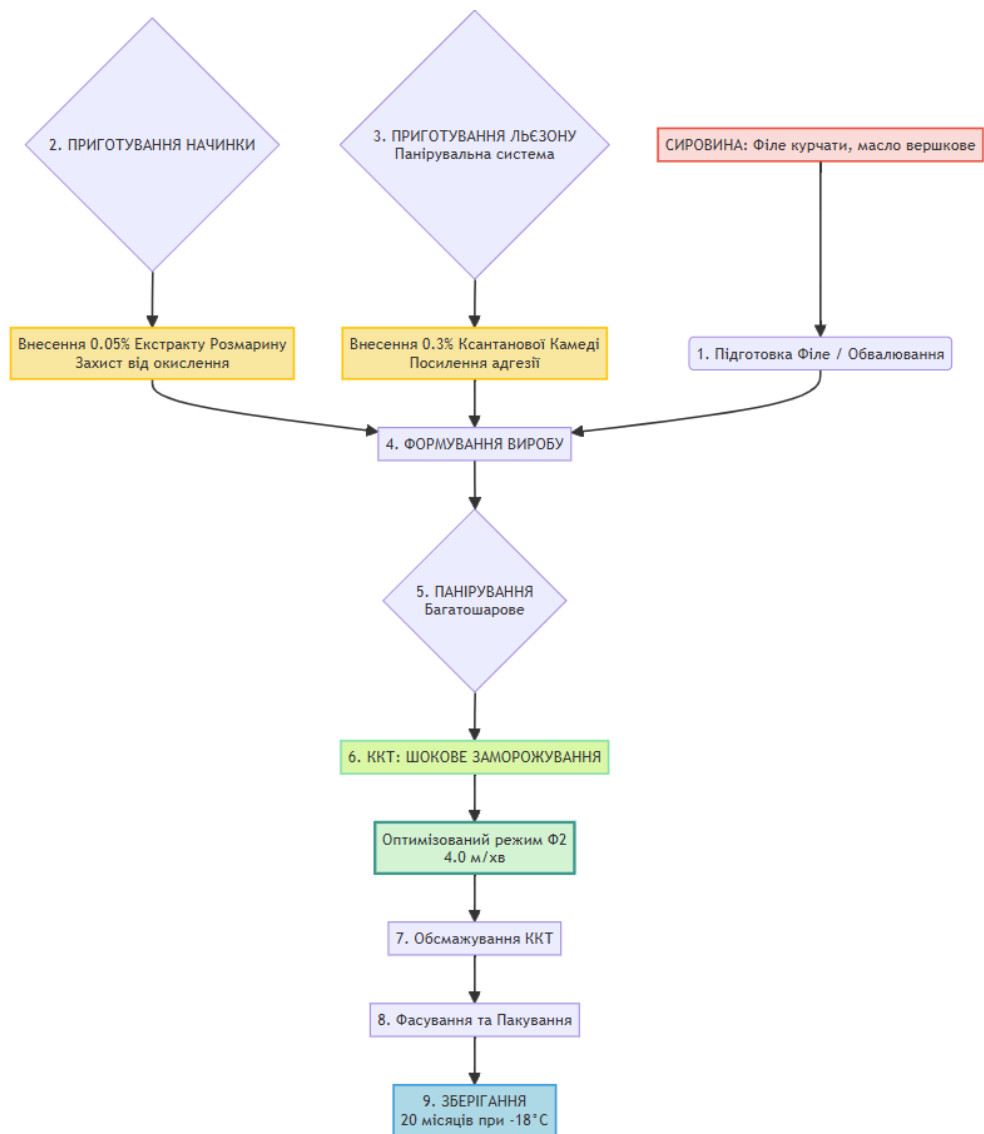 2. ПРИГОТУВАННЯ НАЧИНКИ
3. ПРИГОТУВАННЯ ЛЬЄЗОНУ
Панірувальна система
СИРОВИНА: Філе курчати, масло вершкове
Внесення 0.05% Екстракту Розмарину
Захист від окислення
Внесення 0.3% Ксантанової Камеді
Посилення адгезії
1. Підготовка Філе / Обвалювання
4. ФОРМУВАННЯ ВИРОБУ
5. ПАНІРУВАННЯ
Багатошарове
6. ККТ: ШОКОВЕ ЗАМОРОЖУВАННЯ
Оптимізований режим Ф2
4.0 м/хв
7. Обсмажування ККТ
8. Фасування та Пакування
9. ЗБЕРІГАННЯ
20 місяців при -18°C